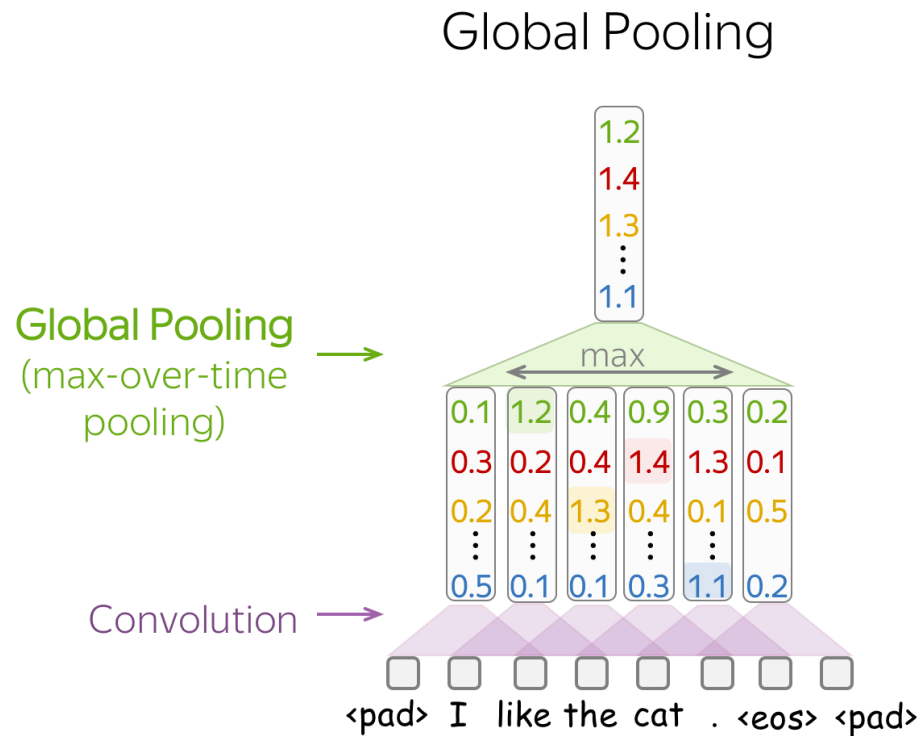 Global Pooling
1.2
1.4
1.3
⋮
1.1
Global Pooling
(max-over-time
pooling)
max
0.1 1.2 0.4 0.9 0.3 0.2
0.3 0.2 0.4 1.4 1.3 0.1
0.2 0.4 1.3 0.4 0.1 0.5
⋮ ⋮ ⋮ ⋮ ⋮
0.5 0.1 0.1 0.3 1.1 0.2
Convolution
<pad> I like the cat . <eos> <pad>